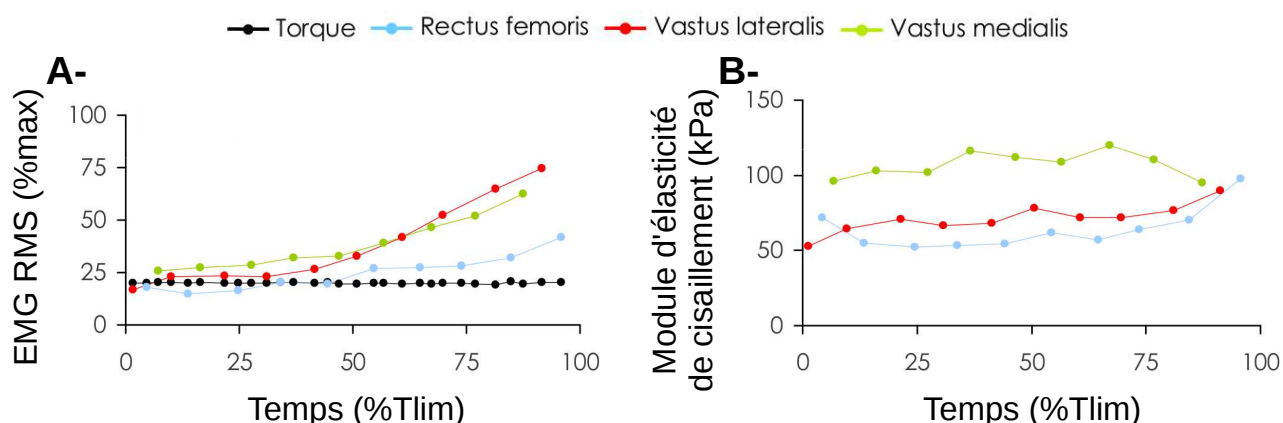 Torque Rectus femoris Vastus lateralis Vastus medialis
A-
EMG RMS (%max)
100
75
50
25
0
0 25 50 75 100
Temps (%Tlim)
B-
Module d'élasticité
de cisaillement (kPa)
150
100
50
0
0 25 50 75 100
Temps (%Tlim)